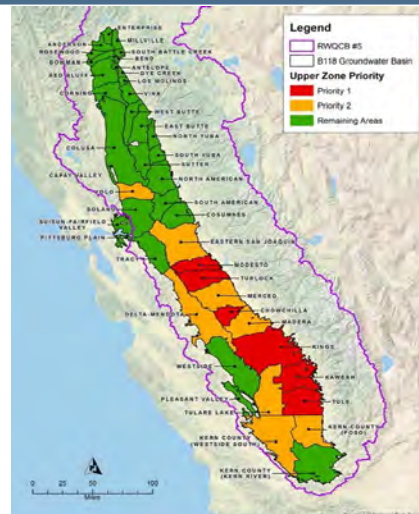 ENTERPRISE
ANDERSON
MILLVILLE
ROSEWOOD
SOUTH BATTLE CREEK
BOWMAN
BEND
ANTELOPE
RED BLUFF
DYE CREEK
LOS MOLINOS
CORNING
VINA
WEST BUTTE
EAST BUTTE
NORTH YUBA
COLUSA
SOUTH YUBA
SUTTER
CAPAY VALLEY
NORTH AMERICAN
YOLO
SOUTH AMERICAN
SOLANO
COSUMNES
SUISUN-FAIRFIELD
VALLEY
PITTSBURG PLAIN
EASTERN SAN JOAQUIN
TRACY
MODESTO
TURLOCK
MERCED
CHOWCHILLA
DELTA-MENDOTA
MADERA
KINGS
WESTSIDE
KAWEAH
PLEASANT VALLEY
TULE
TULARE LAKE
KERN COUNTY
(POSO)
KERN COUNTY
(WESTSIDE SOUTH)
KERN COUNTY
(KERN RIVER)
Legend
RWQCB #5
B118 Groundwater Basin
Upper Zone Priority
Priority 1
Priority 2
Remaining Areas
0 50 100
Miles